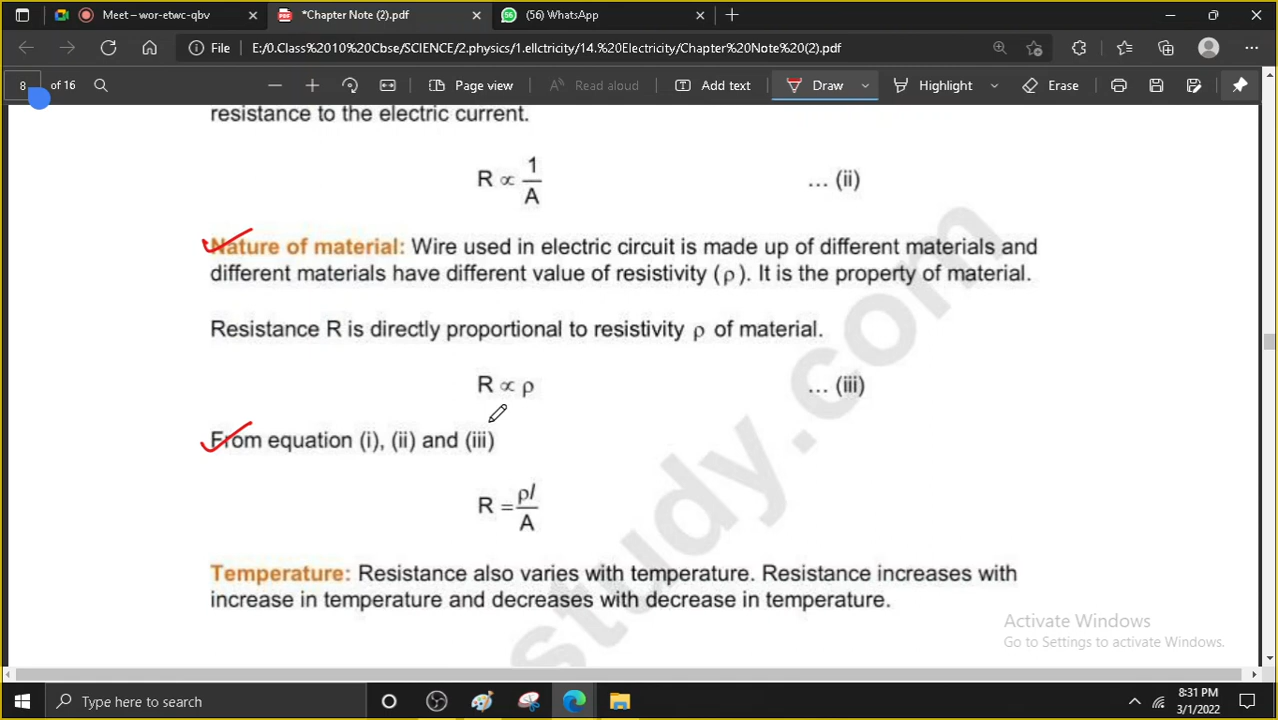 Meet – wor-etwc-qbv
*Chapter Note (2).pdf
(56) WhatsApp
File
E:/0.Class%2010%20Cbse/SCIENCE/2.physics/1.ellctricity/14.%20Electricity/Chapter%20Note%20(2).pdf
8 of 16
Page view
Read aloud
Add text
Draw
Highlight
Erase
resistance to the electric current.
R ∝ 1/A ... (ii)
Nature of material: Wire used in electric circuit is made up of different materials and
different materials have different value of resistivity (ρ). It is the property of material.
Resistance R is directly proportional to resistivity ρ of material.
R ∝ ρ ... (iii)
From equation (i), (ii) and (iii)
R = ρl/A
Temperature: Resistance also varies with temperature. Resistance increases with
increase in temperature and decreases with decrease in temperature.
study.com
Activate Windows
Go to Settings to activate Windows.
Type here to search
8:31 PM
3/1/2022